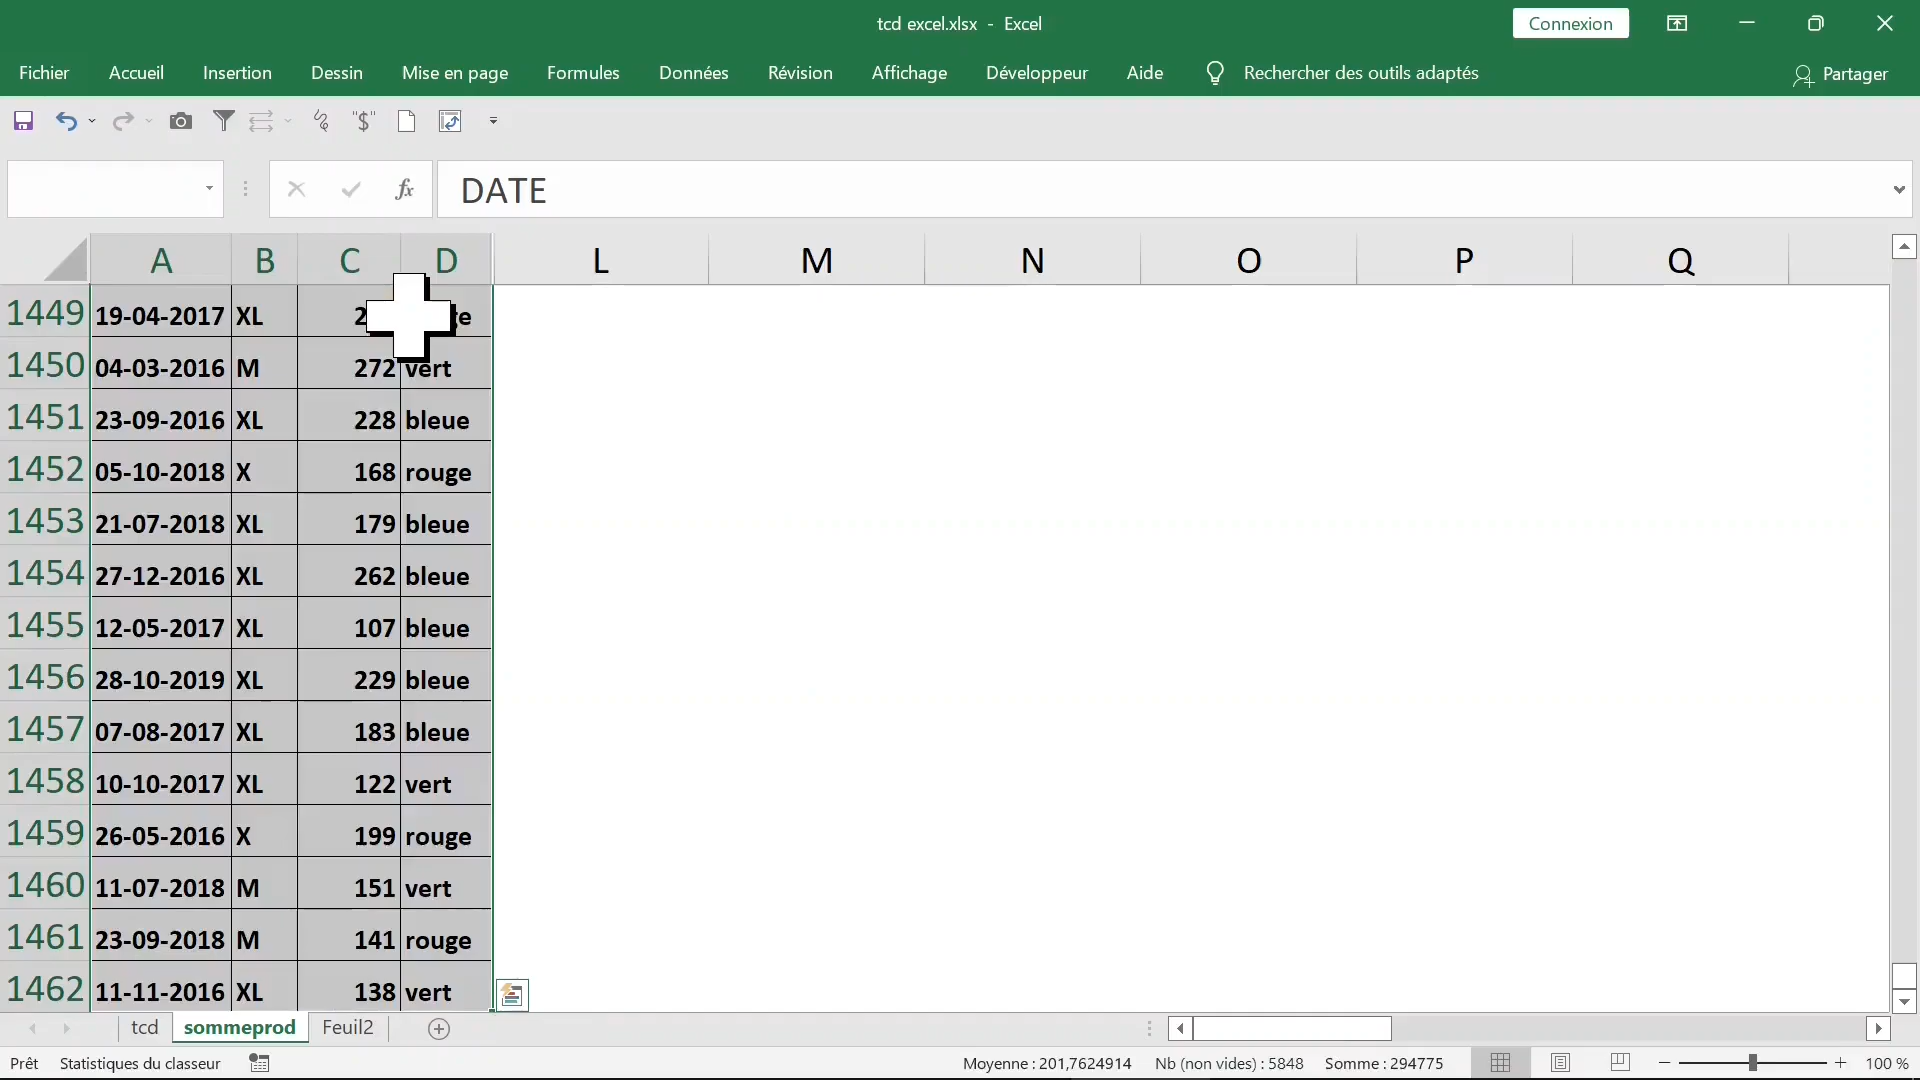 tcd excel.xlsx - Excel
Connexion
Fichier Accueil Insertion Dessin Mise en page Formules Données Révision Affichage Développeur Aide Rechercher des outils adaptés Partager
"$"
fx DATE
A B C D L M N O P Q
1449 19-04-2017 XL
1450 04-03-2016 M 272 vert
1451 23-09-2016 XL 228 bleue
1452 05-10-2018 X 168 rouge
1453 21-07-2018 XL 179 bleue
1454 27-12-2016 XL 262 bleue
1455 12-05-2017 XL 107 bleue
1456 28-10-2019 XL 229 bleue
1457 07-08-2017 XL 183 bleue
1458 10-10-2017 XL 122 vert
1459 26-05-2016 X 199 rouge
1460 11-07-2018 M 151 vert
1461 23-09-2018 M 141 rouge
1462 11-11-2016 XL 138 vert
tcd sommeprod Feuil2
Prêt Statistiques du classeur Moyenne : 201,7624914 Nb (non vides) : 5848 Somme : 294775 100 %